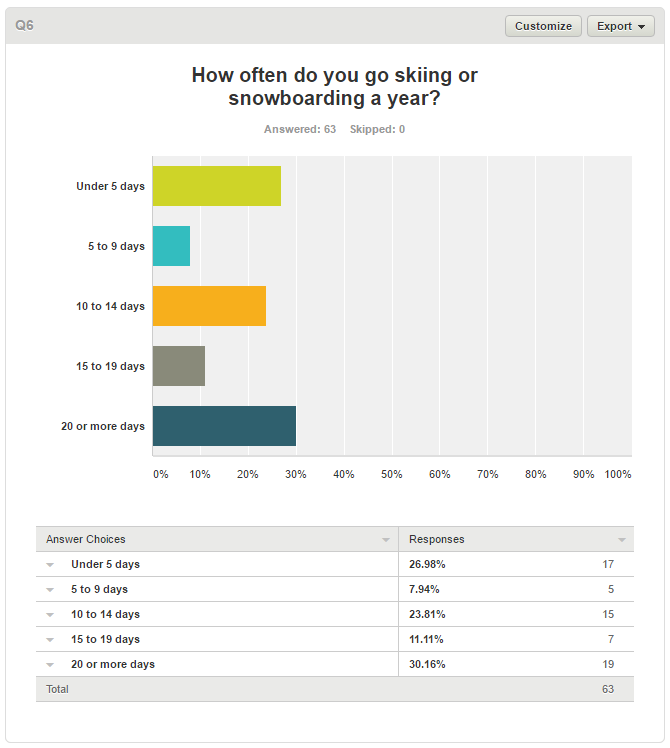 Q6
Customize
Export
How often do you go skiing or
snowboarding a year?
Answered: 63 Skipped: 0
Under 5 days
5 to 9 days
10 to 14 days
15 to 19 days
20 or more days
0% 10% 20% 30% 40% 50% 60% 70% 80% 90% 100%
Answer Choices Responses
Under 5 days 26.98% 17
5 to 9 days 7.94% 5
10 to 14 days 23.81% 15
15 to 19 days 11.11% 7
20 or more days 30.16% 19
Total 63